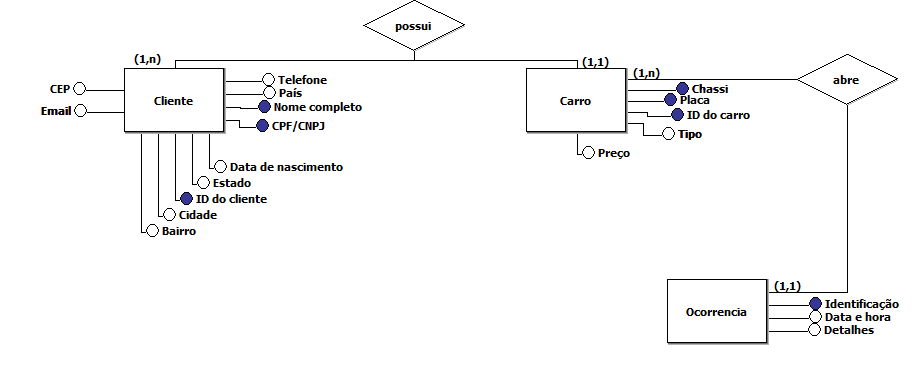 possui
(1,n)
(1,1)
(1,n)
abre
CEP
Email
Cliente
Telefone
País
Nome completo
CPF/CNPJ
Data de nascimento
Estado
ID do cliente
Cidade
Bairro
Carro
Chassi
Placa
ID do carro
Tipo
Preço
(1,1)
Ocorrencia
Identificação
Data e hora
Detalhes